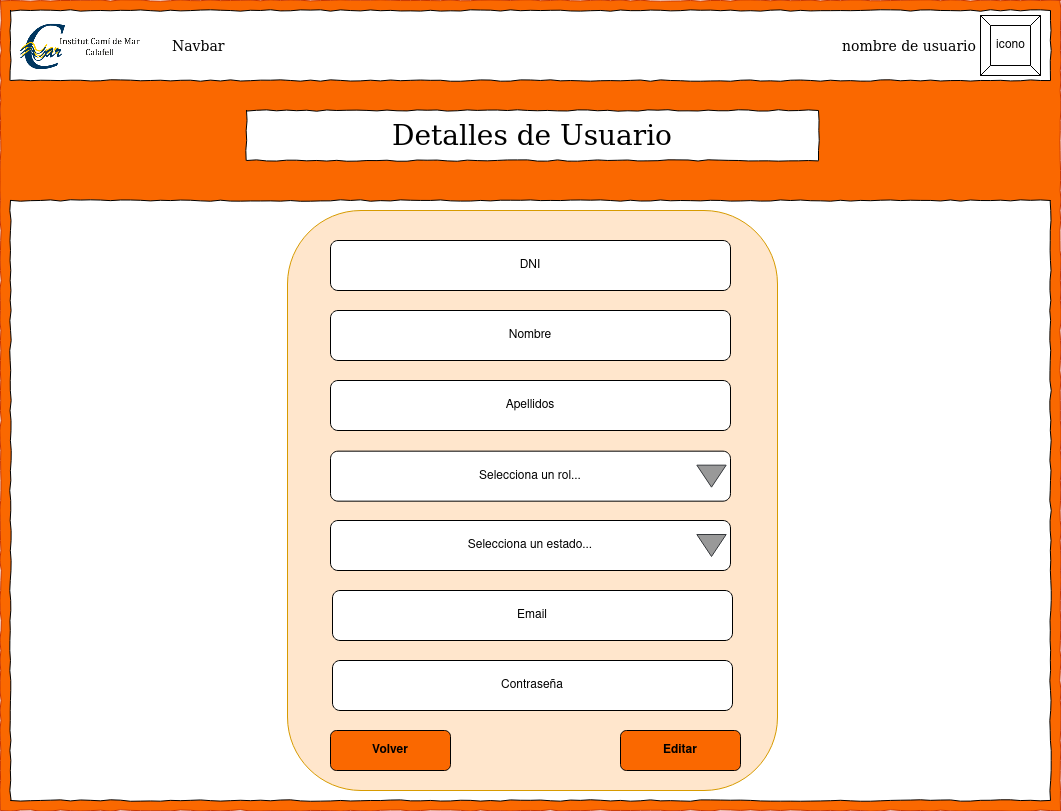 Institut Camí de Mar
Calafell
Navbar
nombre de usuario
icono
Detalles de Usuario
DNI
Nombre
Apellidos
Selecciona un rol...
Selecciona un estado...
Email
Contraseña
Volver
Editar